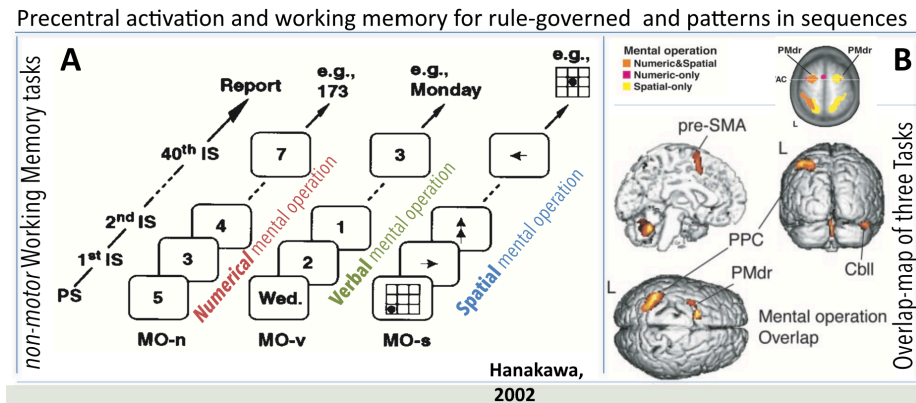 Precentral activation and working memory for rule-governed and patterns in sequences
non-motor Working Memory tasks
A
Report
40th IS
2nd IS
1st IS
PS
e.g.,
173
7
4
3
5
Numerical mental operation
MO-n
e.g.,
Monday
3
1
2
Wed.
Verbal mental operation
MO-v
e.g.,
Spatial mental operation
MO-s
Hanakawa,
2002
B
Mental operation
Numeric&Spatial
Numeric-only
Spatial-only
PMdr
PMdr
L
pre-SMA
L
PPC
Cbll
L
PMdr
Mental operation
Overlap
Overlap-map of three Tasks